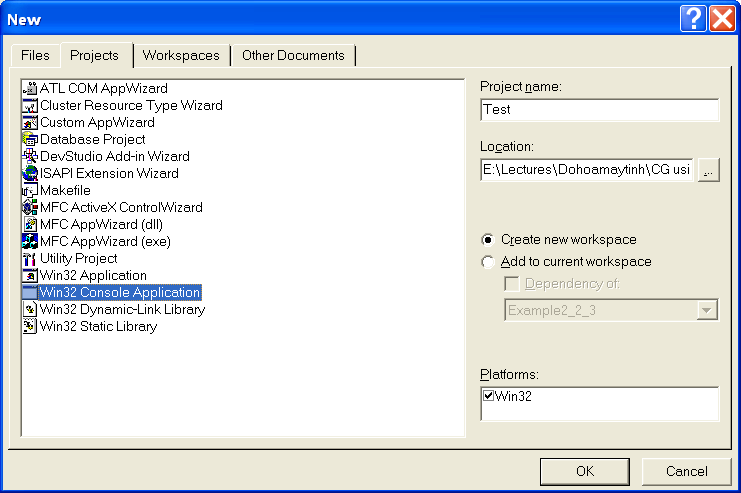 New
Files
Projects
Workspaces
Other Documents
ATL COM AppWizard
Cluster Resource Type Wizard
Custom AppWizard
Database Project
DevStudio Add-in Wizard
ISAPI Extension Wizard
Makefile
MFC ActiveX ControlWizard
MFC AppWizard (dll)
MFC AppWizard (exe)
Utility Project
Win32 Application
Win32 Console Application
Win32 Dynamic-Link Library
Win32 Static Library
Project name:
Test
Location:
E:\Lectures\Dohoamaytinh\CG usi
...
Create new workspace
Add to current workspace
Dependency of:
Example2_2_3
Platforms:
Win32
OK
Cancel